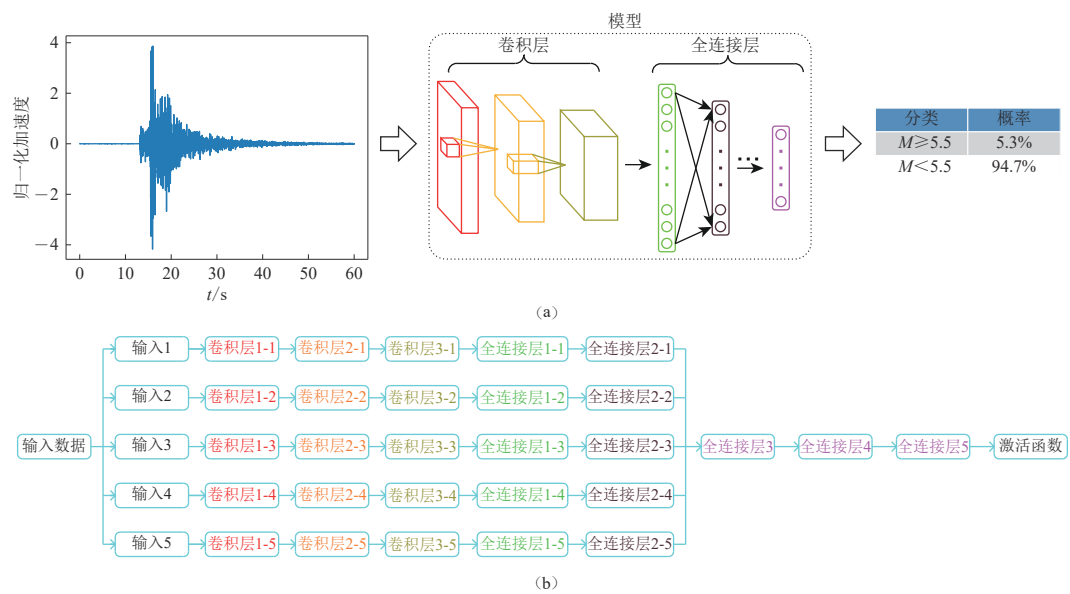 模型
卷积层
全连接层
归一化加速度
4
2
0
−2
−4
0 10 20 30 40 50 60
t/s
分类 概率
M≥5.5 5.3%
M<5.5 94.7%
(a)
输入1 卷积层1-1 卷积层2-1 卷积层3-1 全连接层1-1 全连接层2-1
输入2 卷积层1-2 卷积层2-2 卷积层3-2 全连接层1-2 全连接层2-2
输入数据 输入3 卷积层1-3 卷积层2-3 卷积层3-3 全连接层1-3 全连接层2-3 全连接层3 全连接层4 全连接层5 激活函数
输入4 卷积层1-4 卷积层2-4 卷积层3-4 全连接层1-4 全连接层2-4
输入5 卷积层1-5 卷积层2-5 卷积层3-5 全连接层1-5 全连接层2-5
(b)